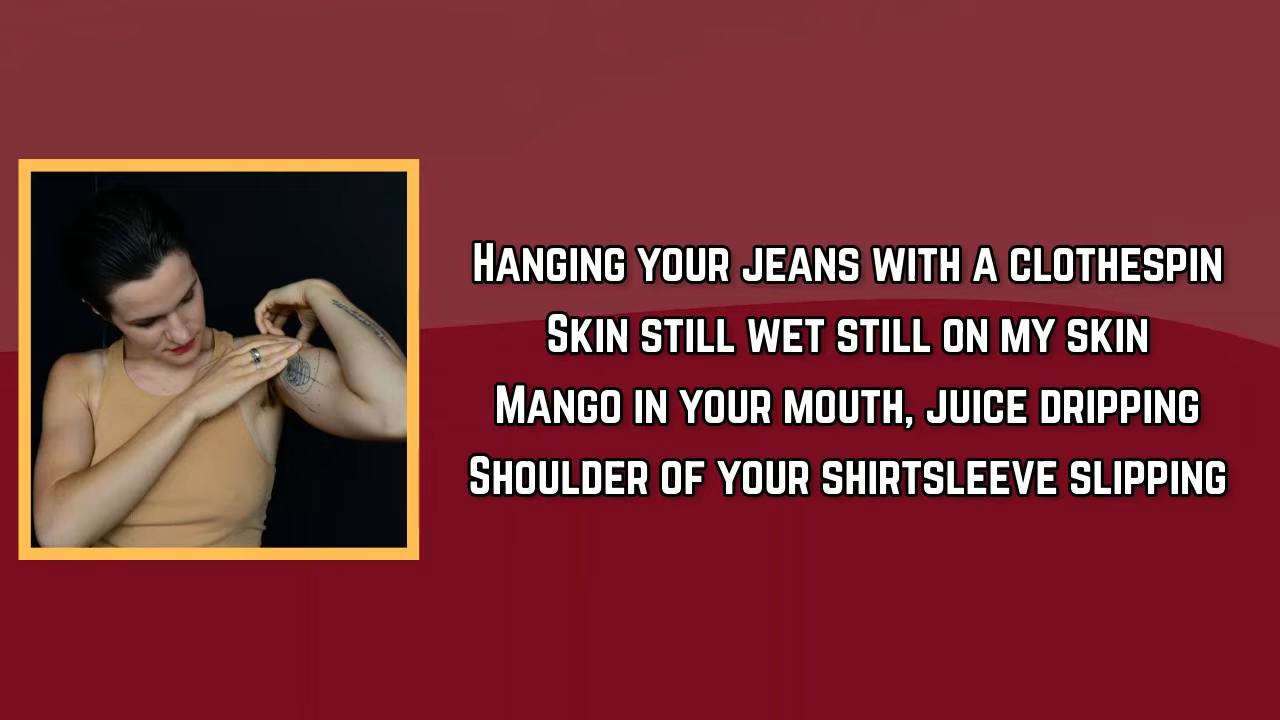 Hanging your jeans with a clothespin
Skin still wet still on my skin
Mango in your mouth, juice dripping
Shoulder of your shirtsleeve slipping